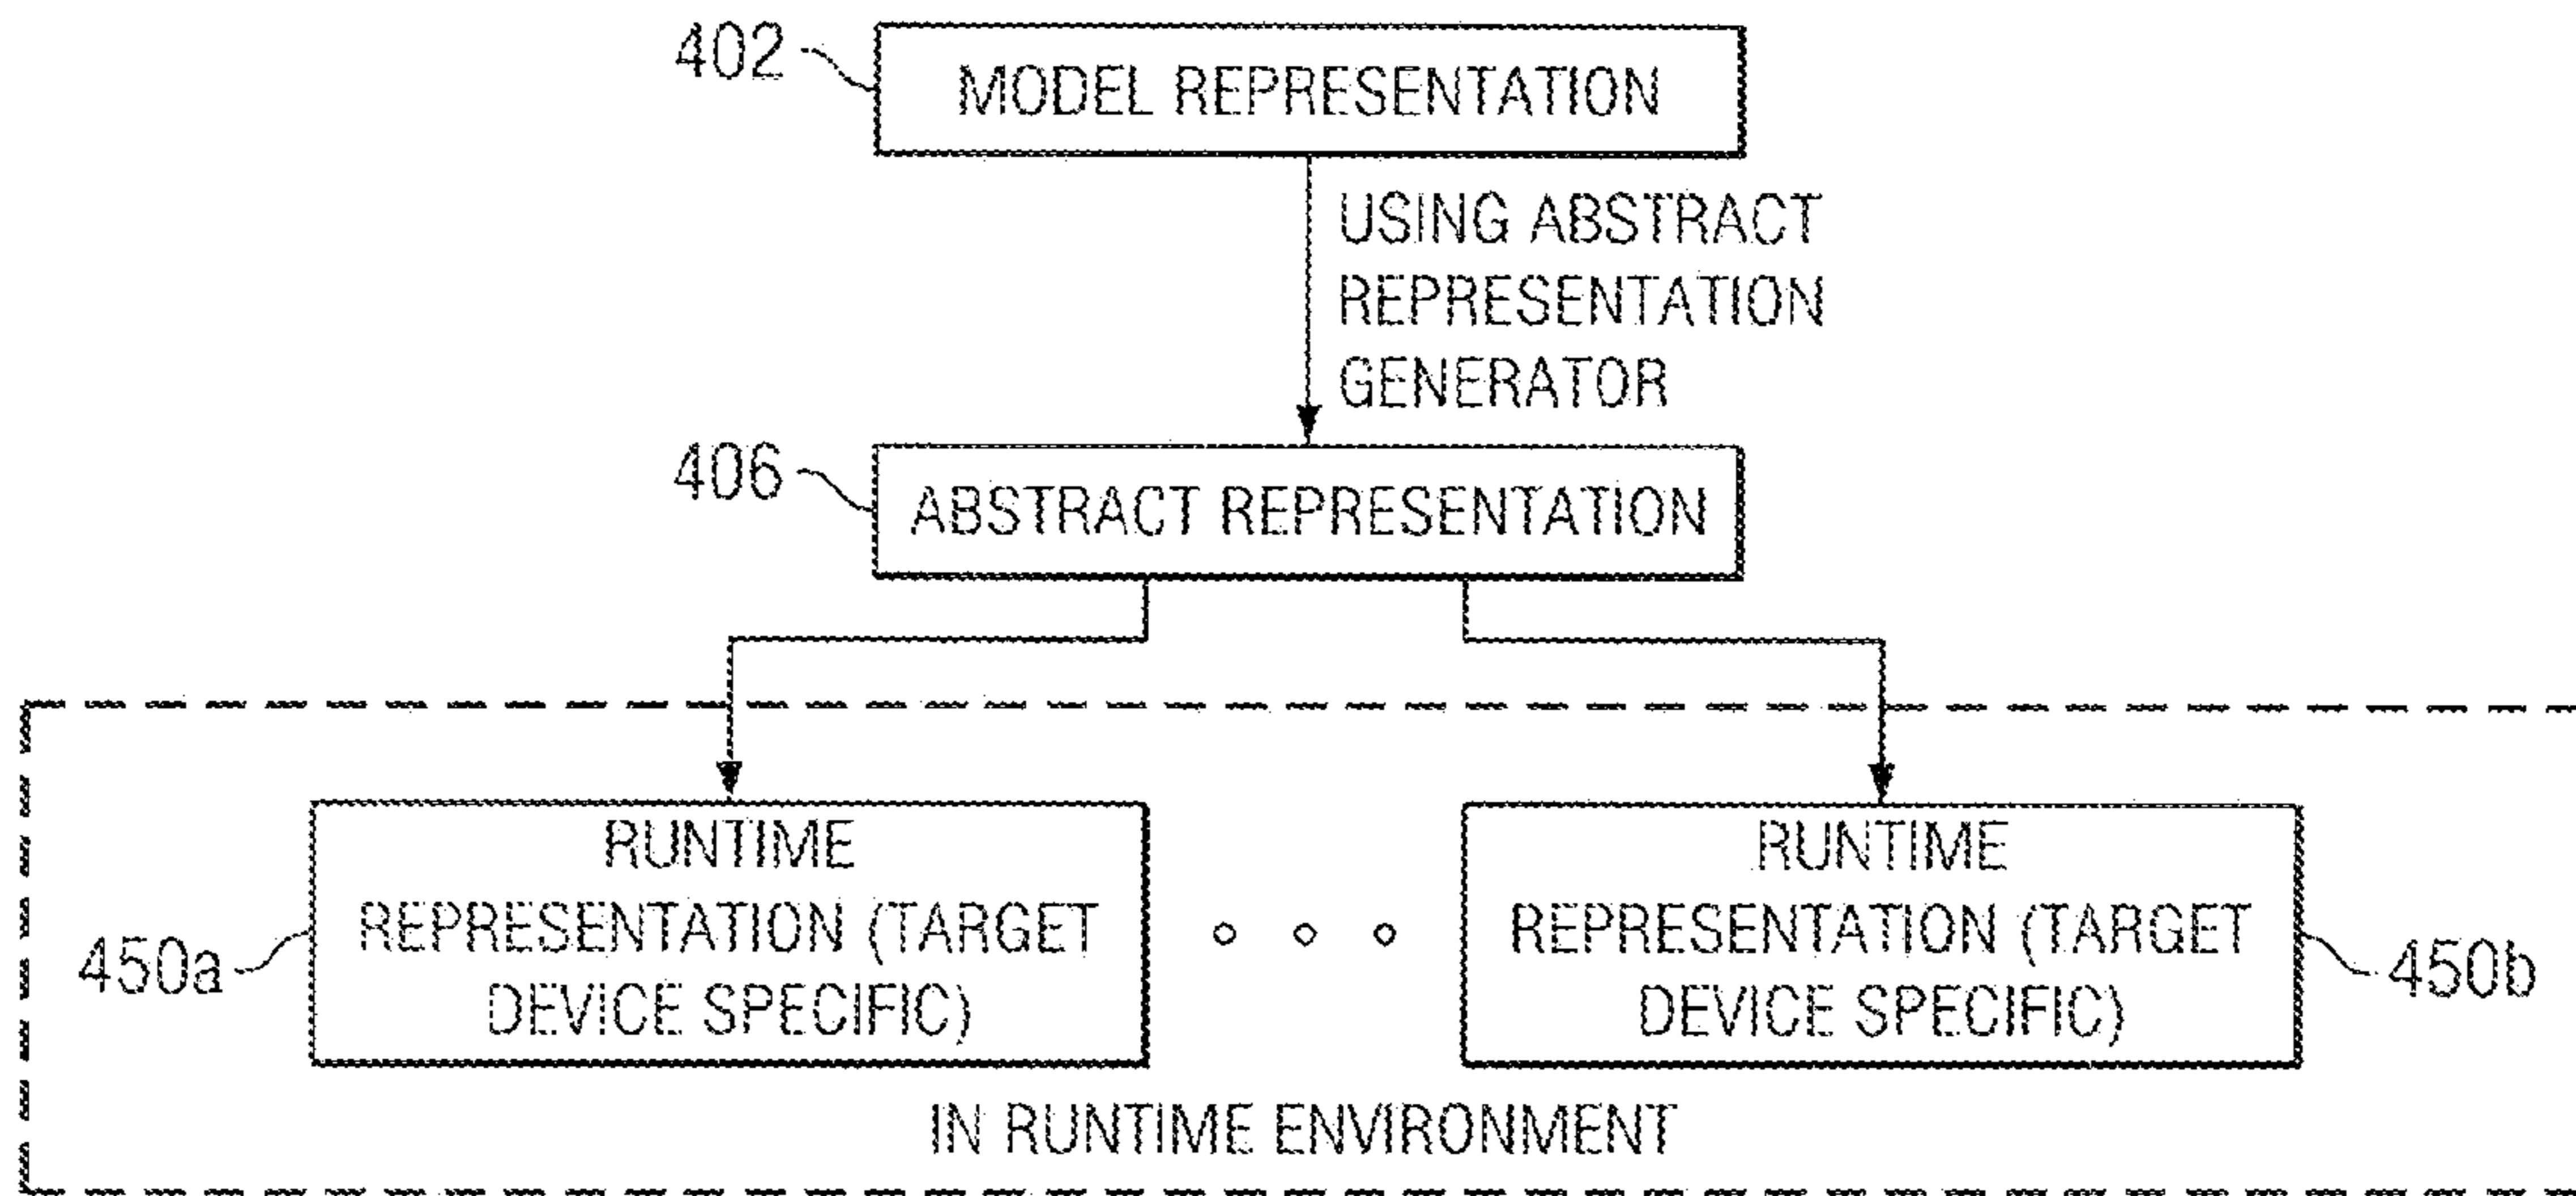 402
MODEL REPRESENTATION
USING ABSTRACT
REPRESENTATION
GENERATOR
406
ABSTRACT REPRESENTATION
450a
RUNTIME
REPRESENTATION (TARGET
DEVICE SPECIFIC)
RUNTIME
REPRESENTATION (TARGET
DEVICE SPECIFIC)
450b
IN RUNTIME ENVIRONMENT